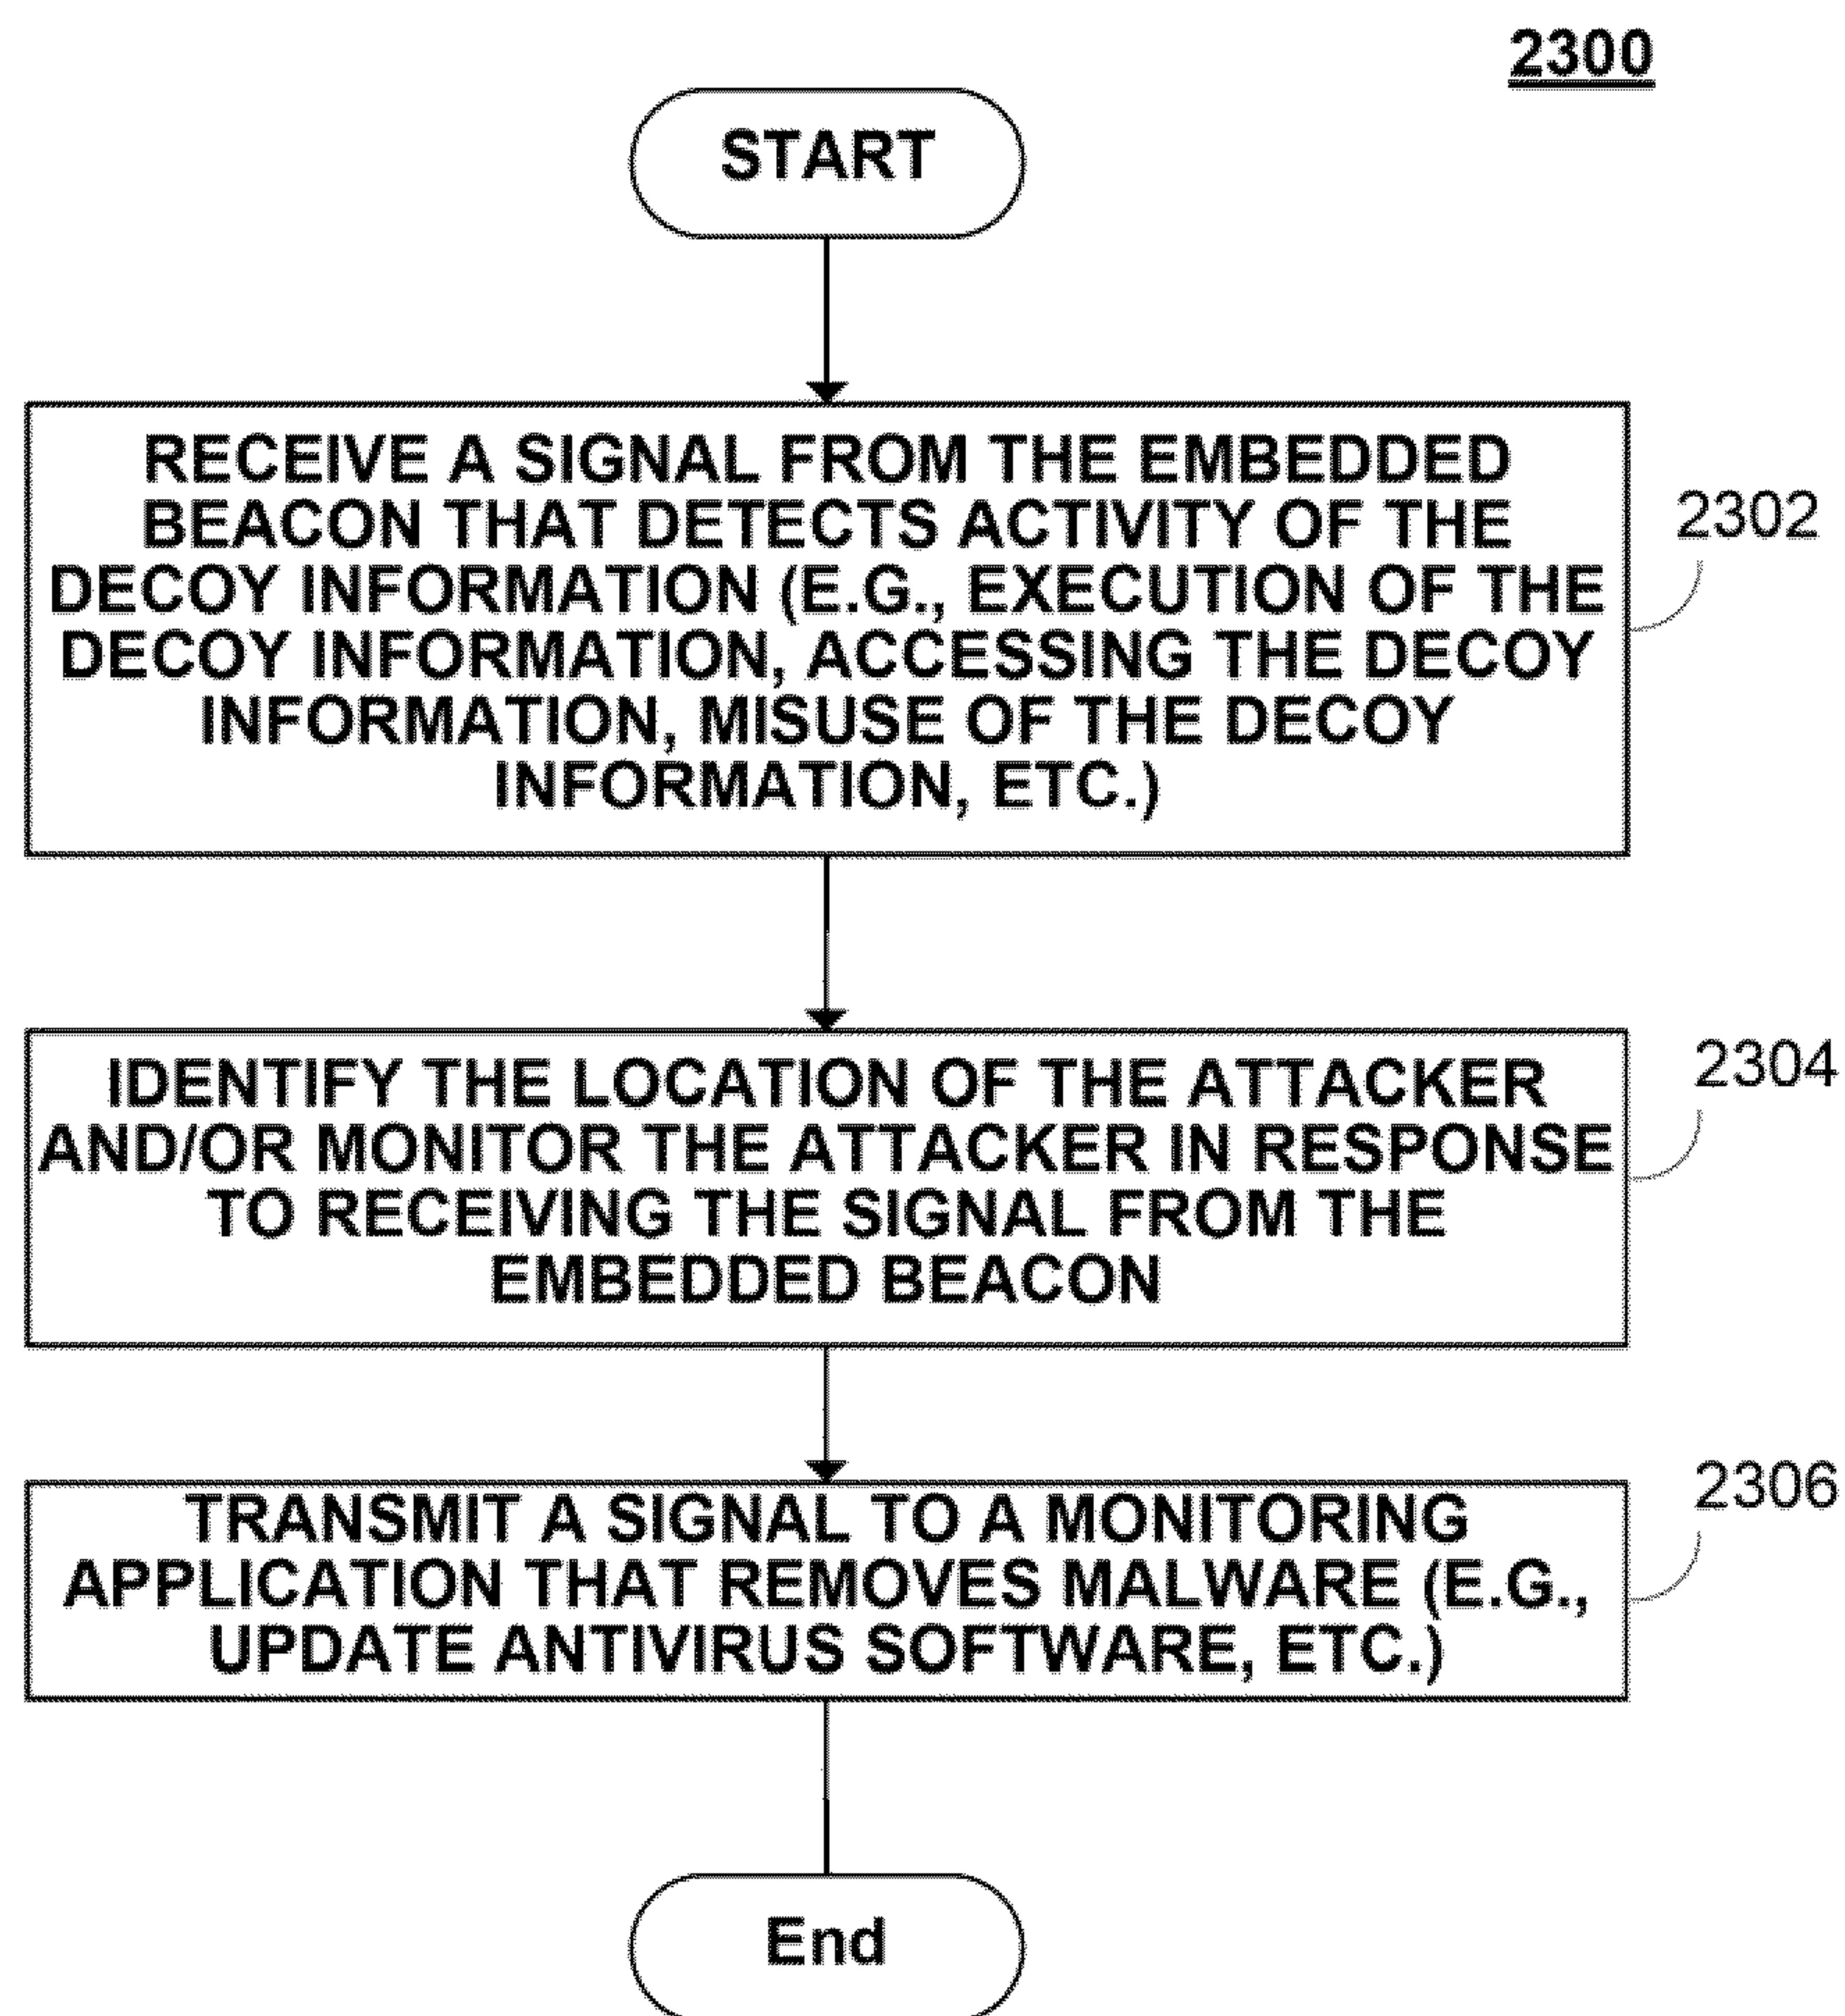 2300
START
RECEIVE A SIGNAL FROM THE EMBEDDED
BEACON THAT DETECTS ACTIVITY OF THE
DECOY INFORMATION (E.G., EXECUTION OF THE
DECOY INFORMATION, ACCESSING THE DECOY
INFORMATION, MISUSE OF THE DECOY
INFORMATION, ETC.)
2302
IDENTIFY THE LOCATION OF THE ATTACKER
AND/OR MONITOR THE ATTACKER IN RESPONSE
TO RECEIVING THE SIGNAL FROM THE
EMBEDDED BEACON
2304
TRANSMIT A SIGNAL TO A MONITORING
APPLICATION THAT REMOVES MALWARE (E.G.,
UPDATE ANTIVIRUS SOFTWARE, ETC.)
2306
End